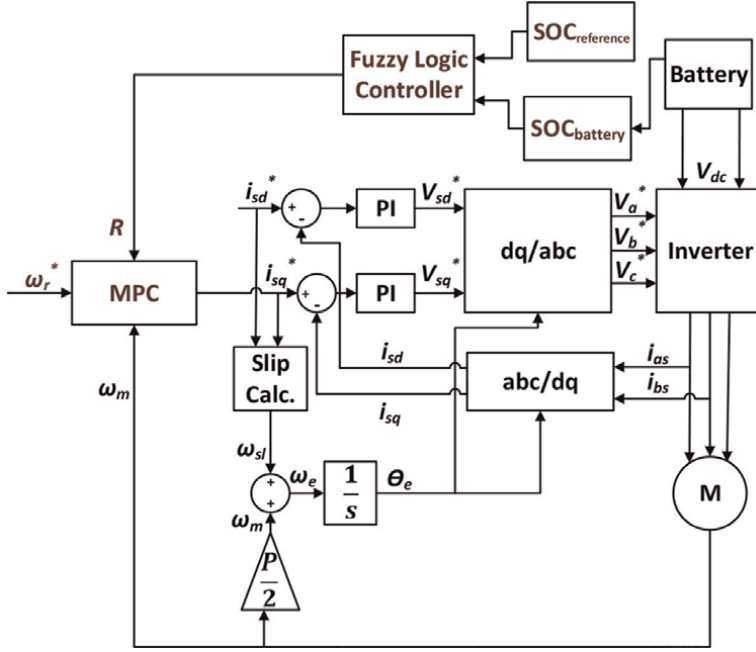 SOCreference
Fuzzy Logic
Controller
Battery
SOCbattery
Vdc
isd*
PI
Vsd*
dq/abc
Va*
Vb*
Vc*
Inverter
R
ωr*
MPC
isq*
PI
Vsq*
Slip
Calc.
isd
isq
abc/dq
ias
ibs
ωm
ωsl
ωe
1
s
Өe
M
ωm
P
2